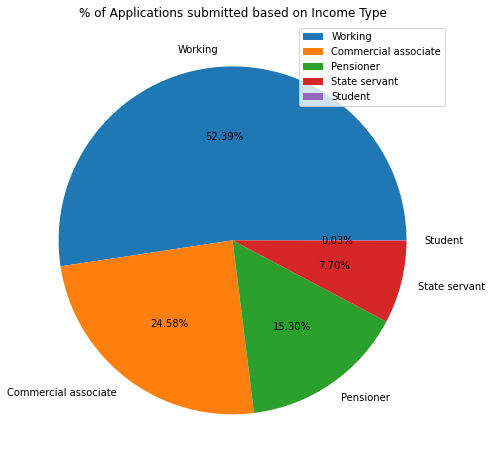 % of Applications submitted based on Income Type
Working
Commercial associate
Pensioner
State servant
Student
Working
52.39%
0.03%
Student
7.70%
State servant
24.58%
15.30%
Commercial associate
Pensioner